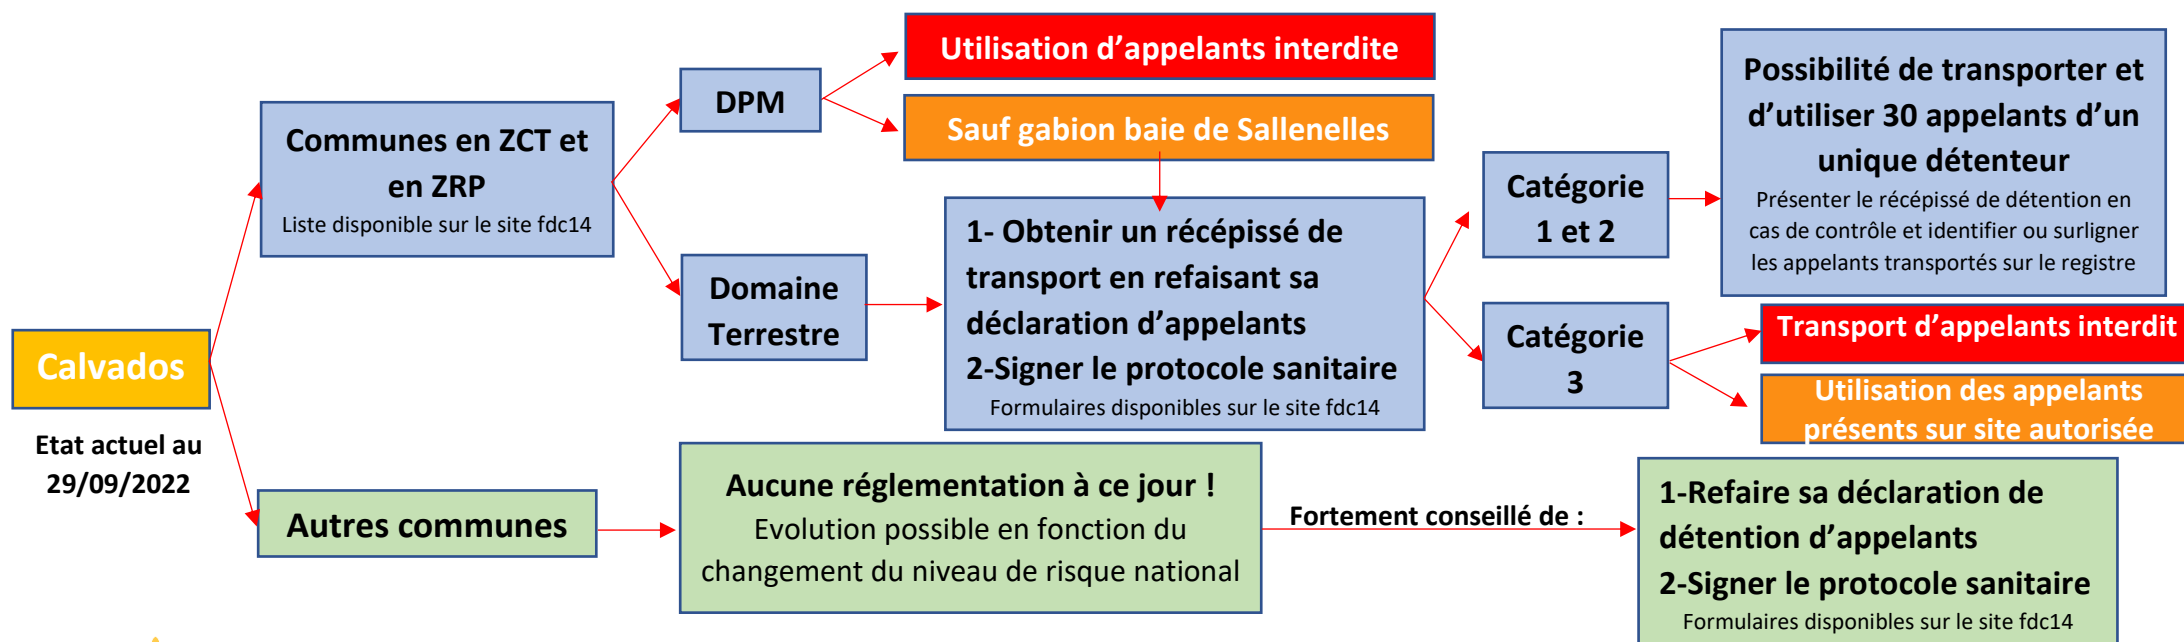 Calvados
Etat actuel au
29/09/2022
Communes en ZCT et
en ZRP
Liste disponible sur le site fdc14
DPM
Utilisation d’appelants interdite
Sauf gabion baie de Sallenelles
Domaine
Terrestre
1- Obtenir un récépissé de
transport en refaisant sa
déclaration d’appelants
2-Signer le protocole sanitaire
Formulaires disponibles sur le site fdc14
Catégorie
1 et 2
Possibilité de transporter et
d’utiliser 30 appelants d’un
unique détenteur
Présenter le récépissé de détention en
cas de contrôle et identifier ou surligner
les appelants transportés sur le registre
Catégorie
3
Transport d’appelants interdit
Utilisation des appelants
présents sur site autorisée
Autres communes
Aucune réglementation à ce jour !
Evolution possible en fonction du
changement du niveau de risque national
Fortement conseillé de :
1-Refaire sa déclaration de
détention d’appelants
2-Signer le protocole sanitaire
Formulaires disponibles sur le site fdc14